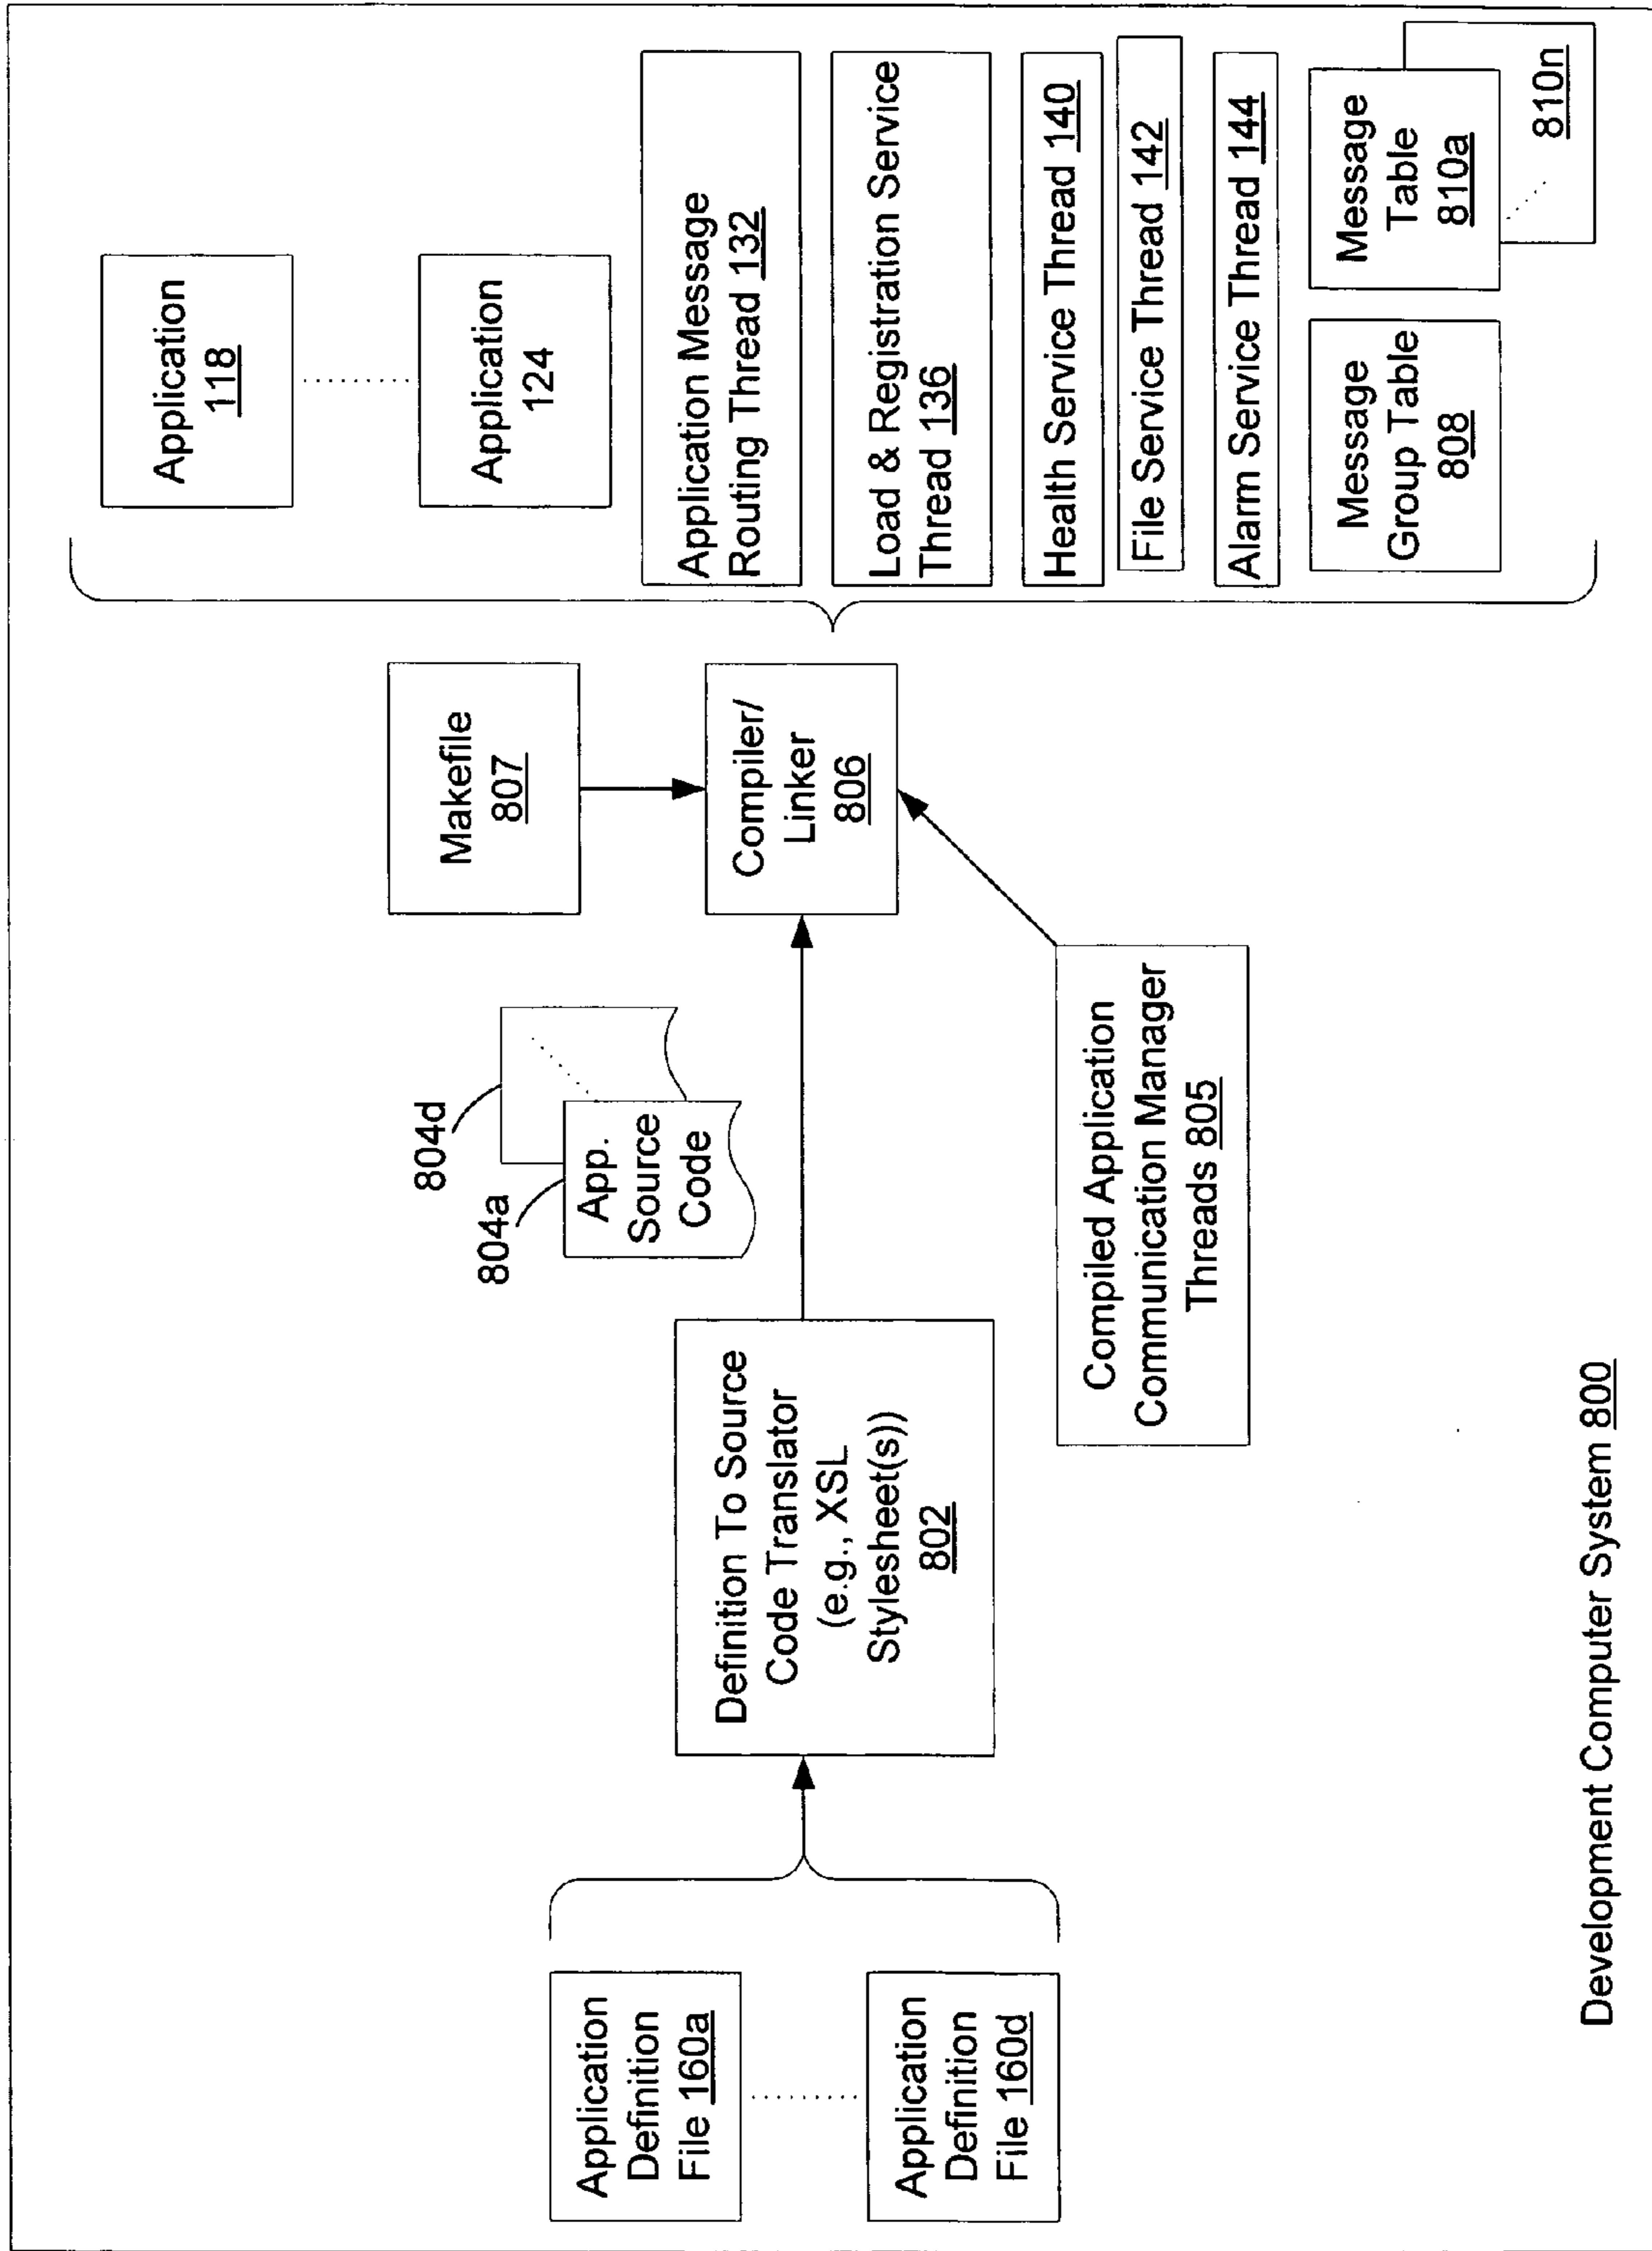 Application
Definition
File 160a
Application
Definition
File 160d
Definition To Source
Code Translator
(e.g., XSL
Stylesheet(s))
802
804a
804d
App.
Source
Code
Compiled Application
Communication Manager
Threads 805
Makefile
807
Compiler/
Linker
806
Application
118
Application
124
Application Message
Routing Thread 132
Load & Registration Service
Thread 136
Health Service Thread 140
File Service Thread 142
Alarm Service Thread 144
Message
Group Table
808
Message
Table
810a
810n
Development Computer System 800